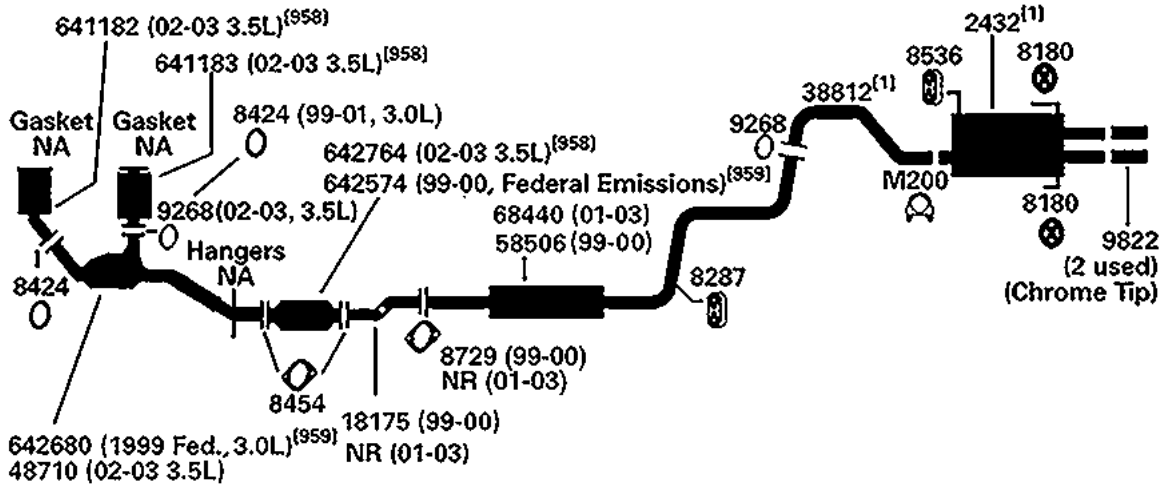 641182 (02-03 3.5L)[958]
641183 (02-03 3.5L)[958]
Gasket
NA
Gasket
NA
8424 (99-01, 3.0L)
642764 (02-03 3.5L)[958]
642574 (99-00, Federal Emissions)[959]
9268(02-03, 3.5L)
68440 (01-03)
58506 (99-00)
Hangers
NA
8424
8454
8729 (99-00)
NR (01-03)
18175 (99-00)
NR (01-03)
642680 (1999 Fed., 3.0L)[959]
48710 (02-03 3.5L)
8287
9268
38812[1]
M200
8536
2432[1]
8180
8180
9822
(2 used)
(Chrome Tip)